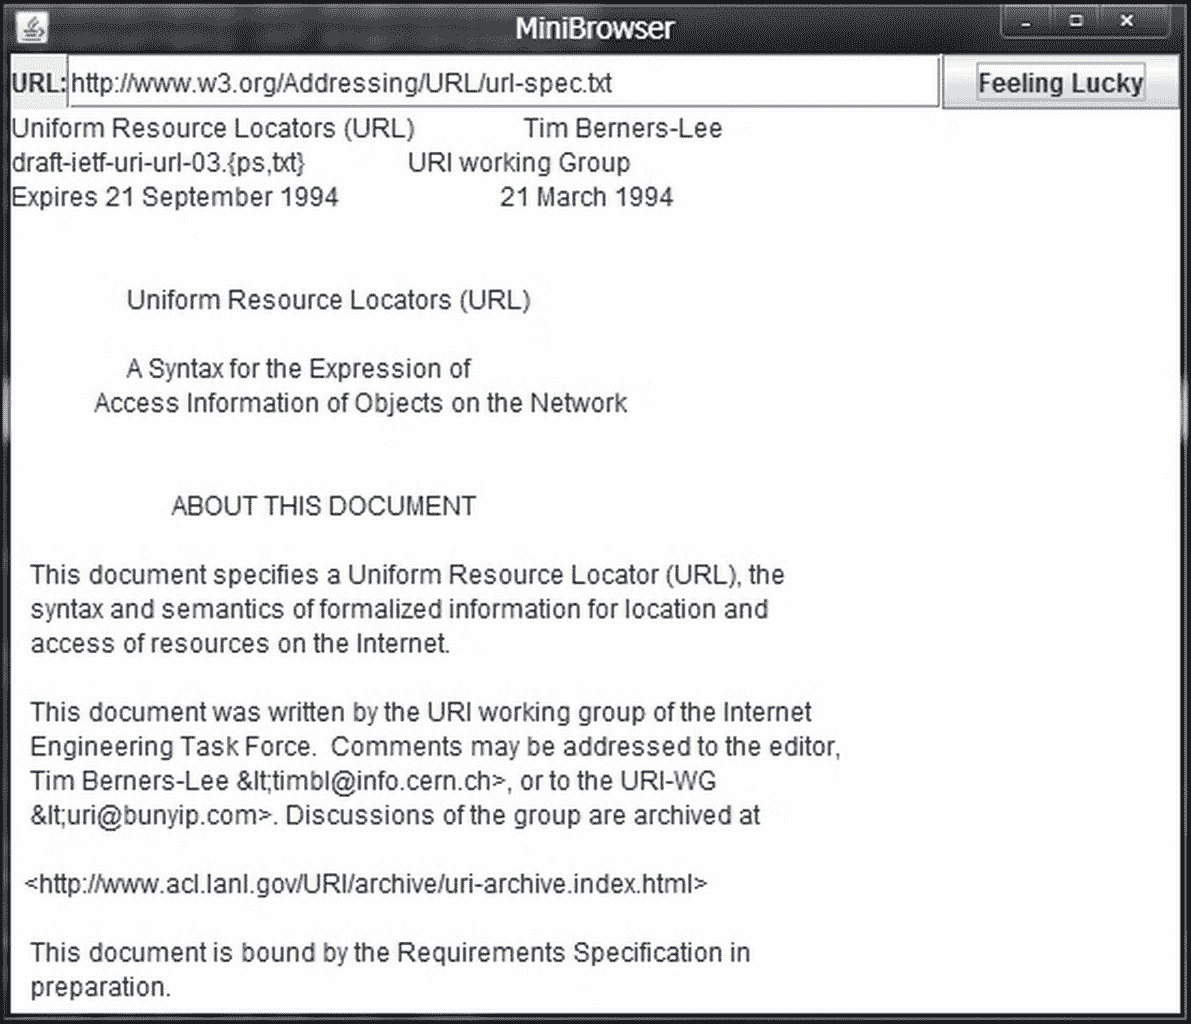 MiniBrowser
URL: http://www.w3.org/Addressing/URL/url-spec.txt Feeling Lucky
Uniform Resource Locators (URL) Tim Berners-Lee
draft-ietf-uri-url-03.{ps,txt} URI working Group
Expires 21 September 1994 21 March 1994
Uniform Resource Locators (URL)
A Syntax for the Expression of
Access Information of Objects on the Network
ABOUT THIS DOCUMENT
This document specifies a Uniform Resource Locator (URL), the
syntax and semantics of formalized information for location and
access of resources on the Internet.
This document was written by the URI working group of the Internet
Engineering Task Force.  Comments may be addressed to the editor,
Tim Berners-Lee &lt;timbl@info.cern.ch>, or to the URI-WG
&lt;uri@bunyip.com>. Discussions of the group are archived at
<http://www.acl.lanl.gov/URI/archive/uri-archive.index.html>
This document is bound by the Requirements Specification in
preparation.